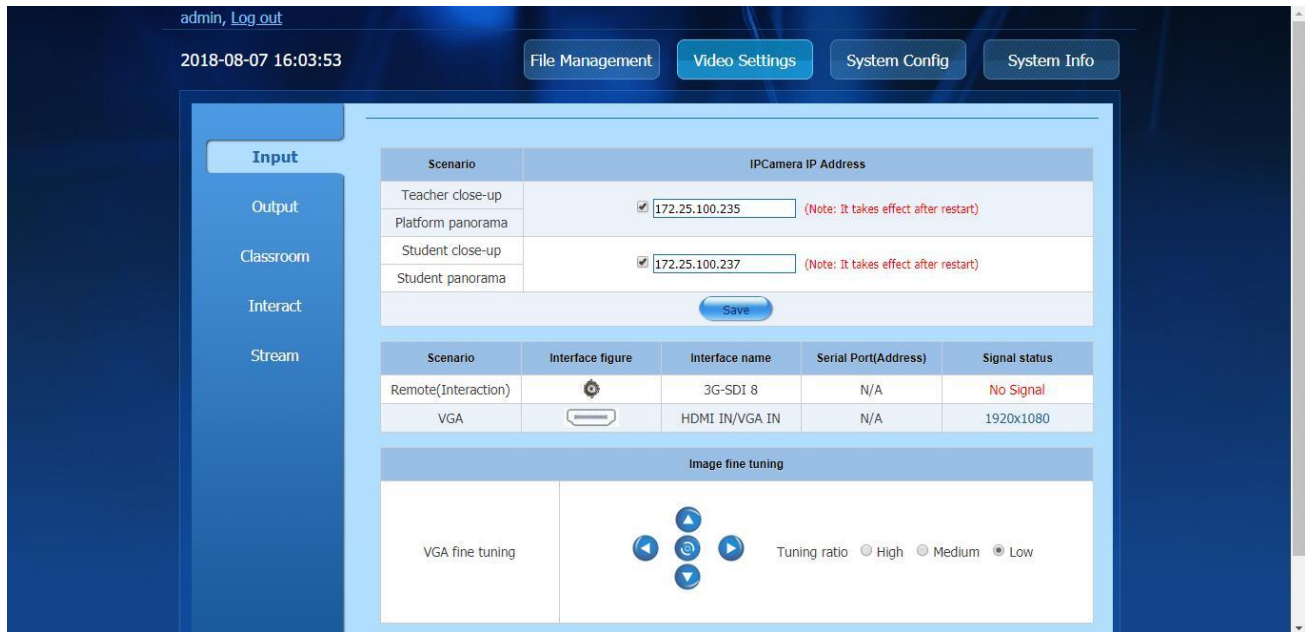 admin, Log out
2018-08-07 16:03:53
File Management
Video Settings
System Config
System Info
Input
Output
Classroom
Interact
Stream
Scenario IPCamera IP Address
Teacher close-up
Platform panorama
172.25.100.235 (Note: It takes effect after restart)
Student close-up
Student panorama
172.25.100.237 (Note: It takes effect after restart)
Save
Scenario Interface figure Interface name Serial Port(Address) Signal status
Remote(Interaction) 3G-SDI 8 N/A No Signal
VGA HDMI IN/VGA IN N/A 1920x1080
Image fine tuning
VGA fine tuning Tuning ratio High Medium Low